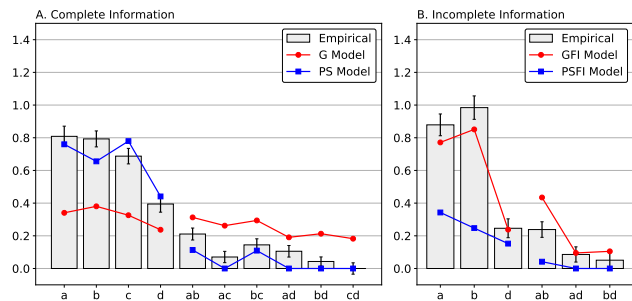 A. Complete Information
1.4
1.2
1.0
0.8
0.6
0.4
0.2
0.0
Empirical
G Model
PS Model
a b c d ab ac bc ad bd cd
B. Incomplete Information
1.4
1.2
1.0
0.8
0.6
0.4
0.2
0.0
Empirical
GFI Model
PSFI Model
a b d ab ad bd